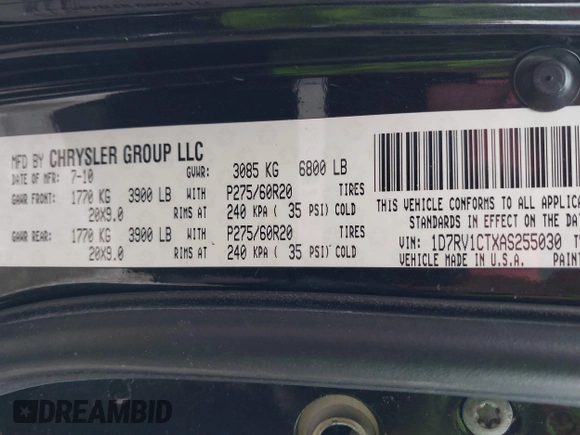 MFD BY CHRYSLER GROUP LLC
DATE OF MFR: 7-10 GVWR: 3085 KG 6800 LB
GAWR FRONT: 1770 KG 3900 LB WITH P275/60R20 TIRES
20X9.0 RIMS AT 240 KPA ( 35 PSI) COLD
GAWR REAR: 1770 KG 3900 LB WITH P275/60R20 TIRES
20X9.0 RIMS AT 240 KPA ( 35 PSI) COLD
THIS VEHICLE CONFORMS TO ALL APPLICA
STANDARDS IN EFFECT ON THE DAT
VIN: 1D7RV1CTXAS255030
VEHICLE MADE IN U.S.A. PAIN
DREAMBID